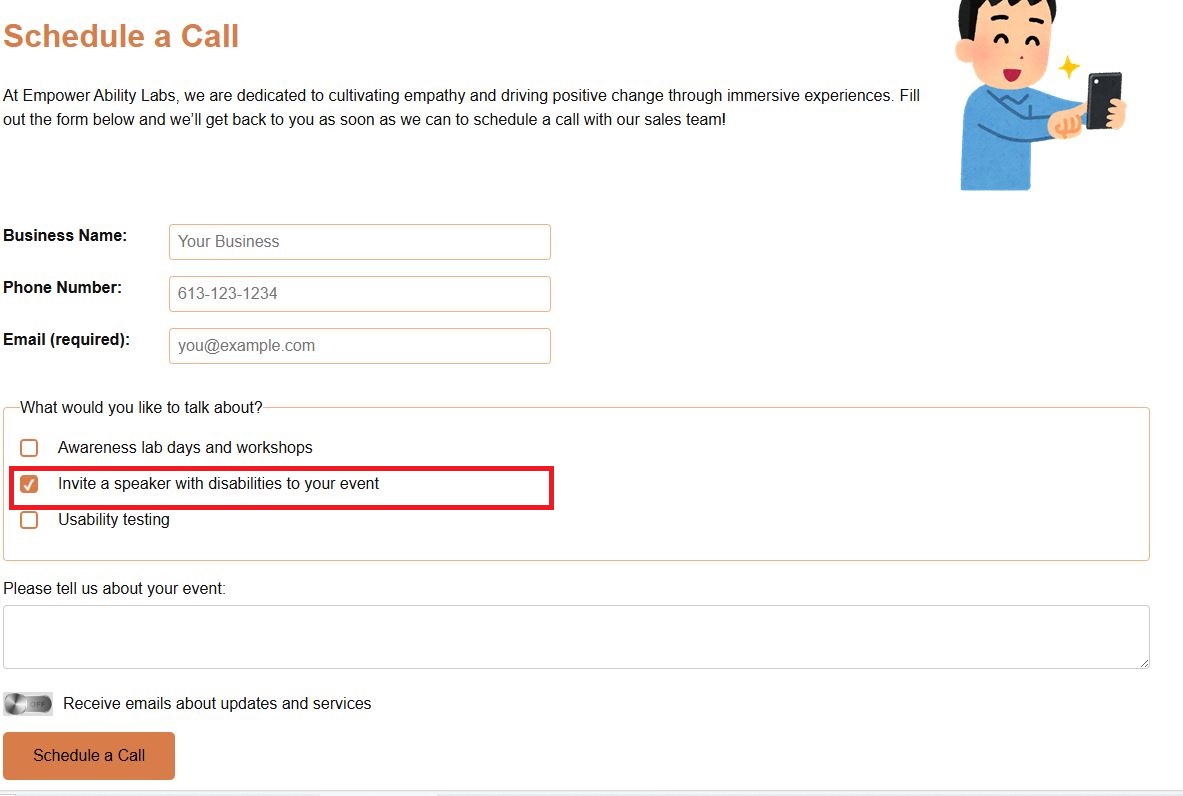 Schedule a Call
At Empower Ability Labs, we are dedicated to cultivating empathy and driving positive change through immersive experiences. Fill
out the form below and we’ll get back to you as soon as we can to schedule a call with our sales team!
Business Name: Your Business
Phone Number: 613-123-1234
Email (required): you@example.com
What would you like to talk about?
Awareness lab days and workshops
Invite a speaker with disabilities to your event
Usability testing
Please tell us about your event:
OFF Receive emails about updates and services
Schedule a Call